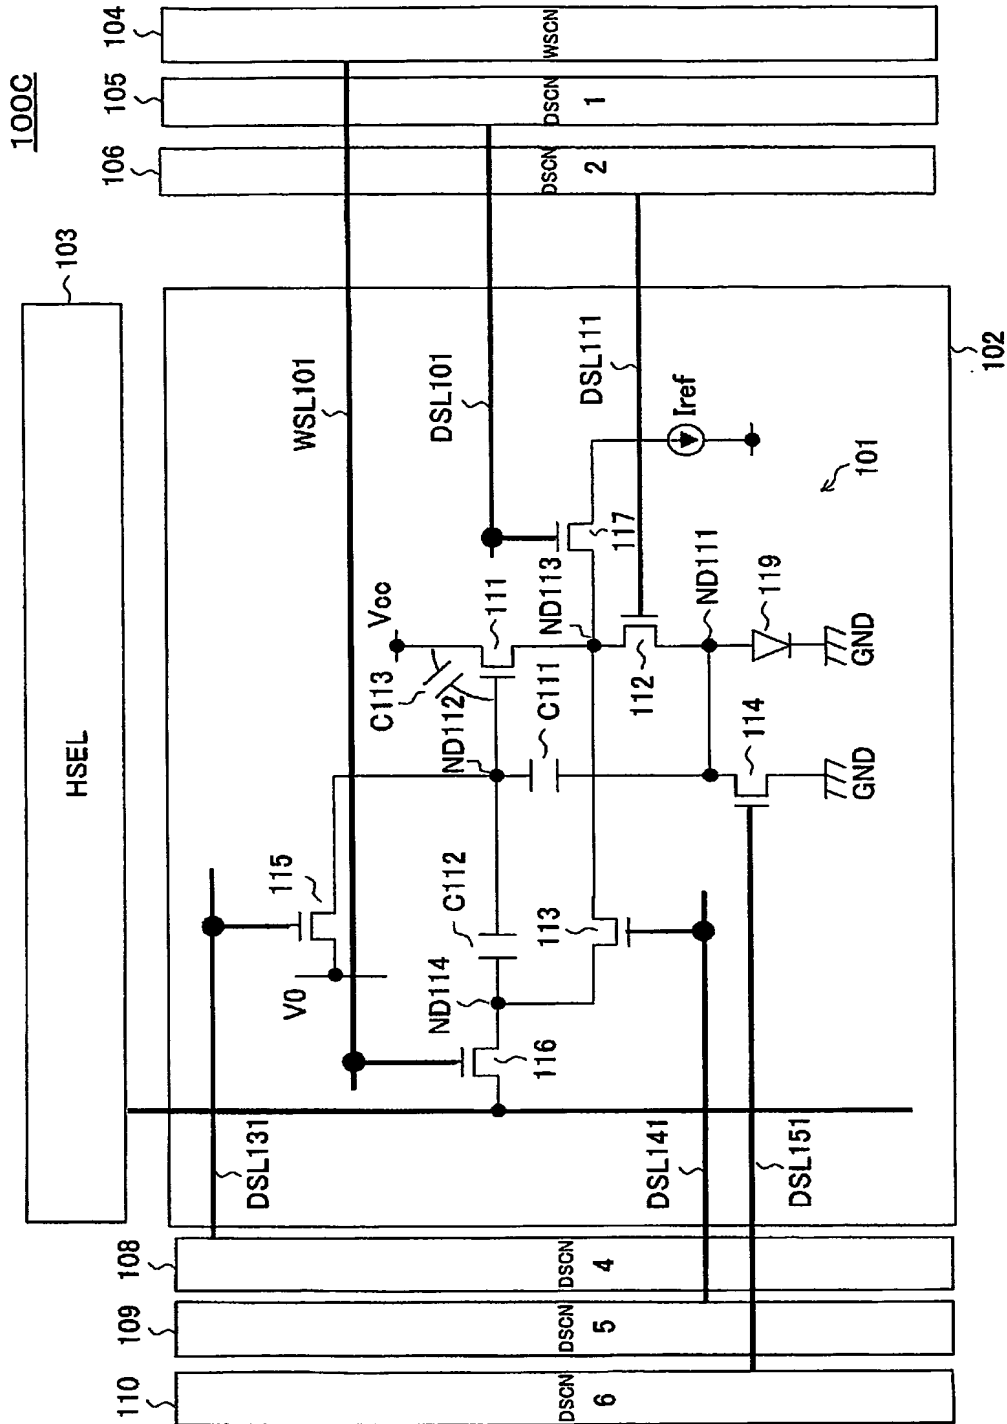 100C
HSEL
103
104
WSCN
105
DSCN
1
106
DSCN
2
102
101
WSL101
DSL101
DSL111
DSL131
DSL141
DSL151
115
V0
C113
Vcc
111
ND112
C111
C112
ND114
116
113
ND113
117
Iref
112
ND111
119
114
GND
GND
108
DSCN
4
109
DSCN
5
110
DSCN
6